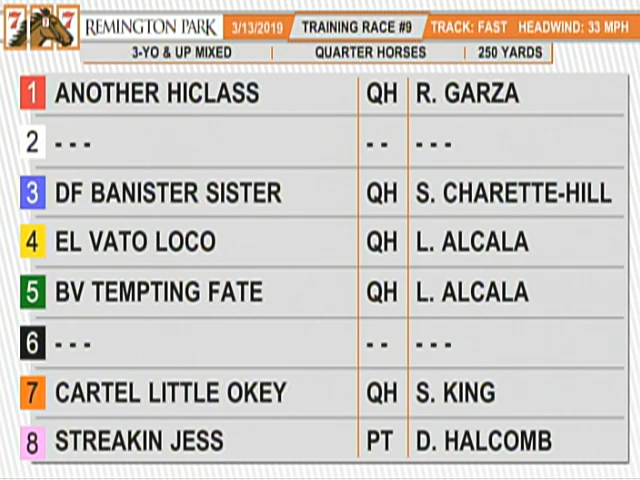 7 7 REMINGTON PARK 3/13/2019 TRAINING RACE #9 TRACK: FAST HEADWIND: 33 MPH
3-YO & UP MIXED | QUARTER HORSES | 250 YARDS
1 ANOTHER HICLASS QH R. GARZA
2 - - - - - - - -
3 DF BANISTER SISTER QH S. CHARETTE-HILL
4 EL VATO LOCO QH L. ALCALA
5 BV TEMPTING FATE QH L. ALCALA
6 - - - - - - - -
7 CARTEL LITTLE OKEY QH S. KING
8 STREAKIN JESS PT D. HALCOMB